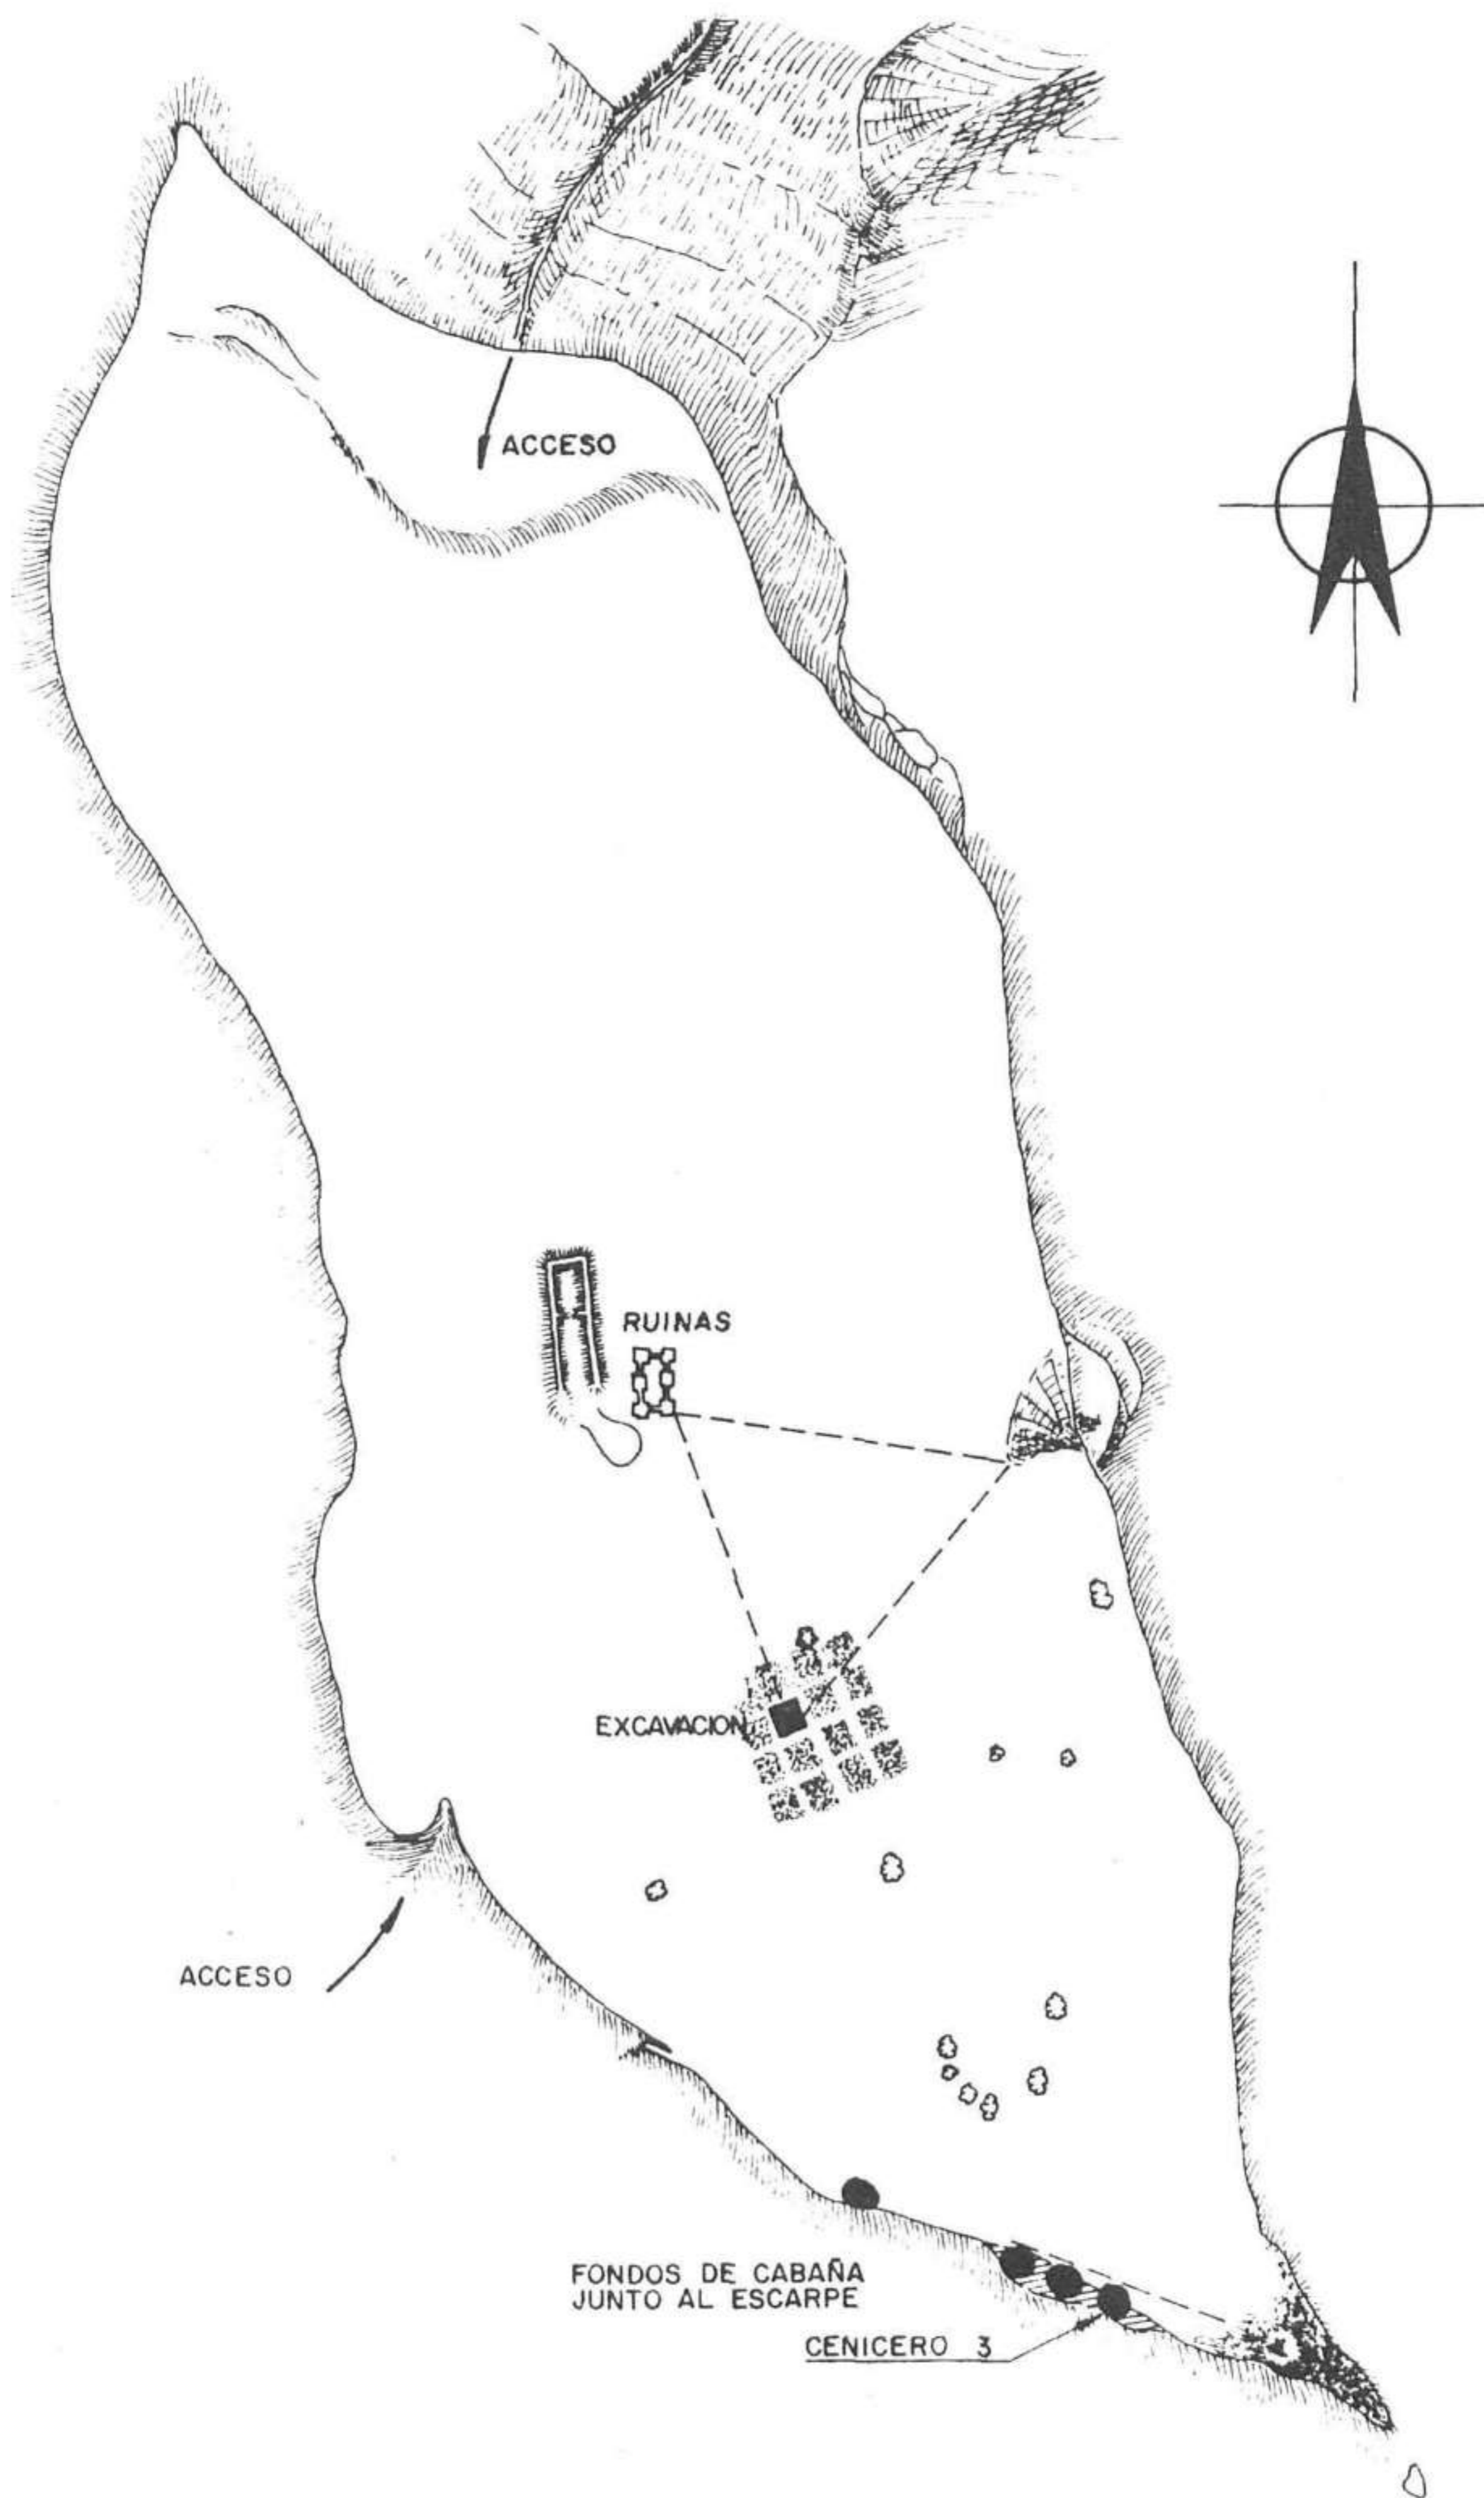 ACCESO
RUINAS
EXCAVACION
ACCESO
FONDOS DE CABAÑA
JUNTO AL ESCARPE
CENICERO 3